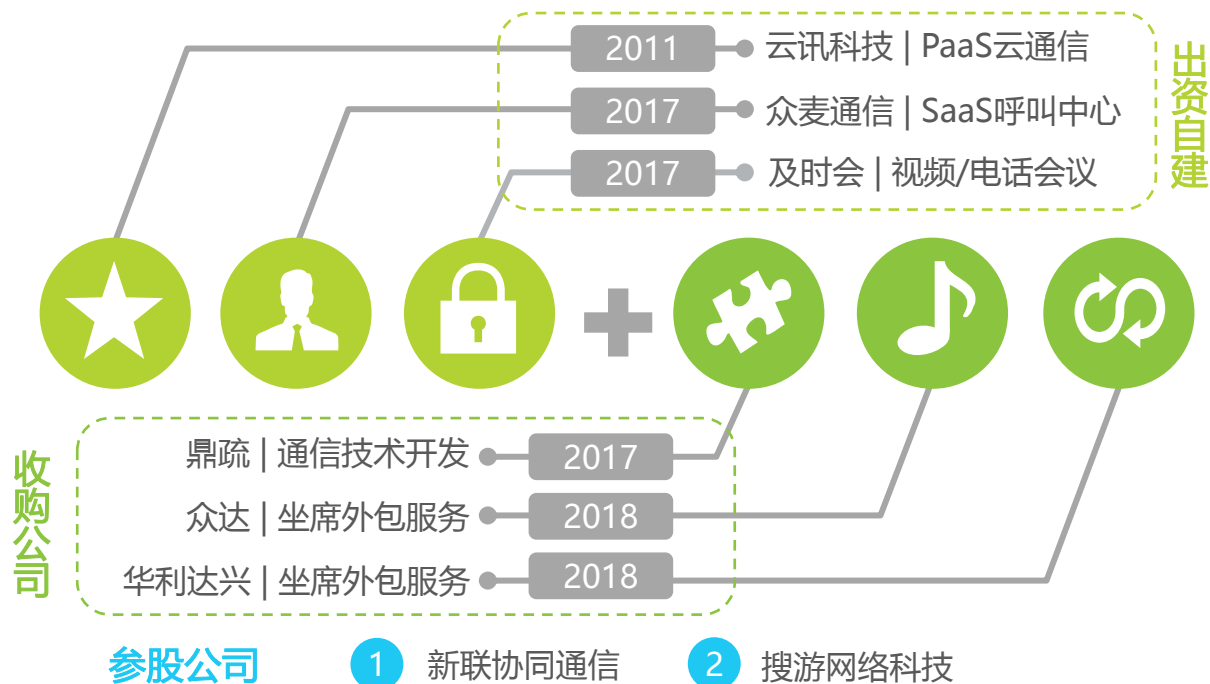 2011 云讯科技 | PaaS云通信
2017 众麦通信 | SaaS呼叫中心
2017 及时会 | 视频/电话会议
出资自建
收购公司
鼎疏 | 通信技术开发 2017
众达 | 坐席外包服务 2018
华利达兴 | 坐席外包服务 2018
参股公司 1 新联协同通信 2 搜游网络科技